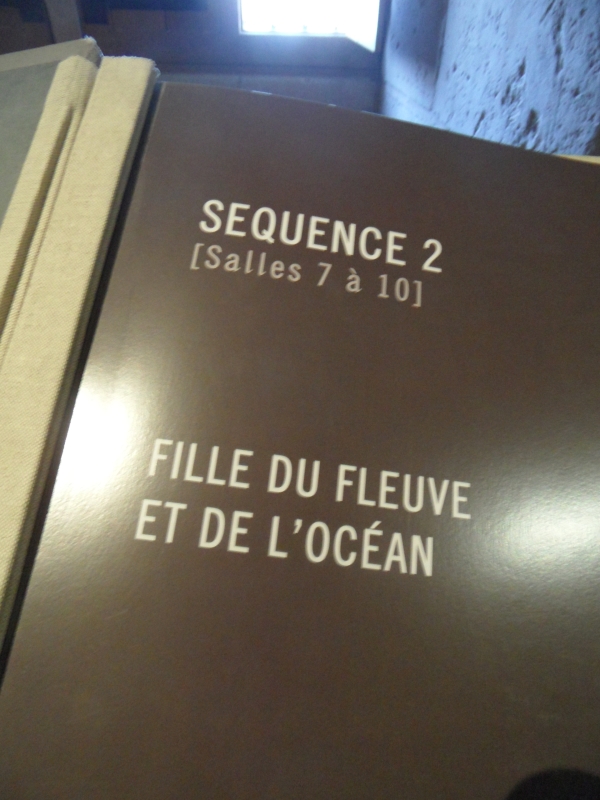 SEQUENCE 2
[Salles 7 à 10]
FILLE DU FLEUVE
ET DE L'OCÉAN